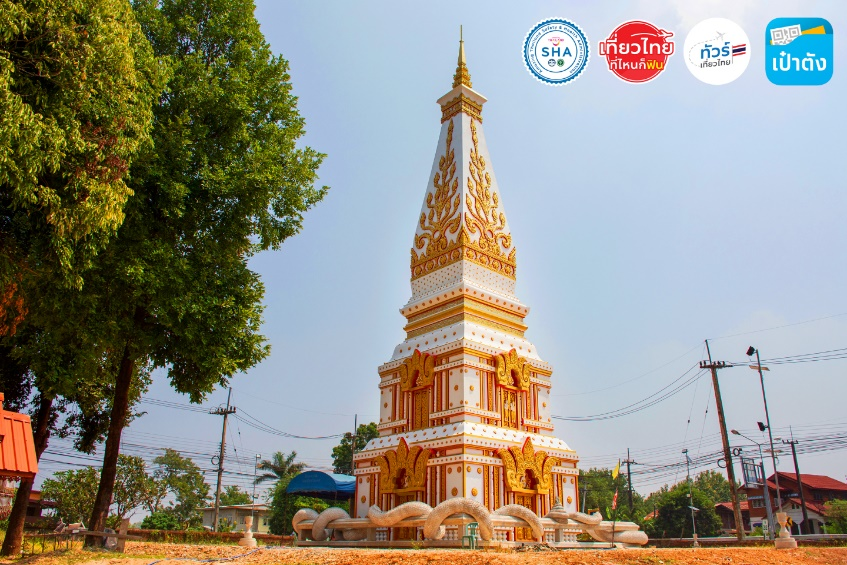 SHA
เที่ยวไทย
ที่ไหนก็ฟิน
ทัวร์
เที่ยวไทย
เป๋าตัง